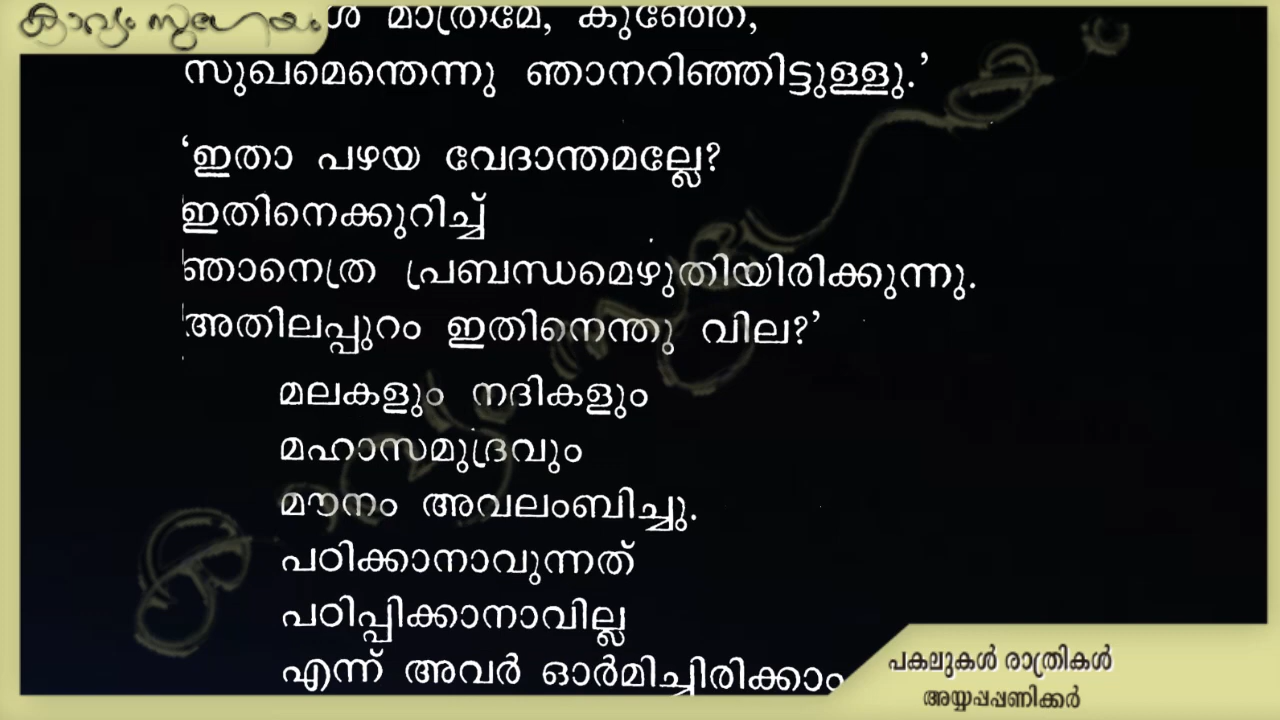 കാവ്യം സുഗേയം
മാത്രമേ, കുഞ്ഞേ,
സുഖമെന്തെന്നു ഞാനറിഞ്ഞിട്ടുള്ളു.’
‘ഇതാ പഴയ വേദാന്തമല്ലേ?
ഇതിനെക്കുറിച്ച്
ഞാനെത്ര പ്രബന്ധമെഴുതിയിരിക്കുന്നു.
അതിലപ്പുറം ഇതിനെന്തു വില?’
മലകളും നദികളും
മഹാസമുദ്രവും
മൗനം അവലംബിച്ചു.
പഠിക്കാനാവുന്നത്
പഠിപ്പിക്കാനാവില്ല
എന്ന് അവർ ഓർമിച്ചിരിക്കാം
പകലുകൾ രാത്രികൾ
അയ്യപ്പപ്പണിക്കർ